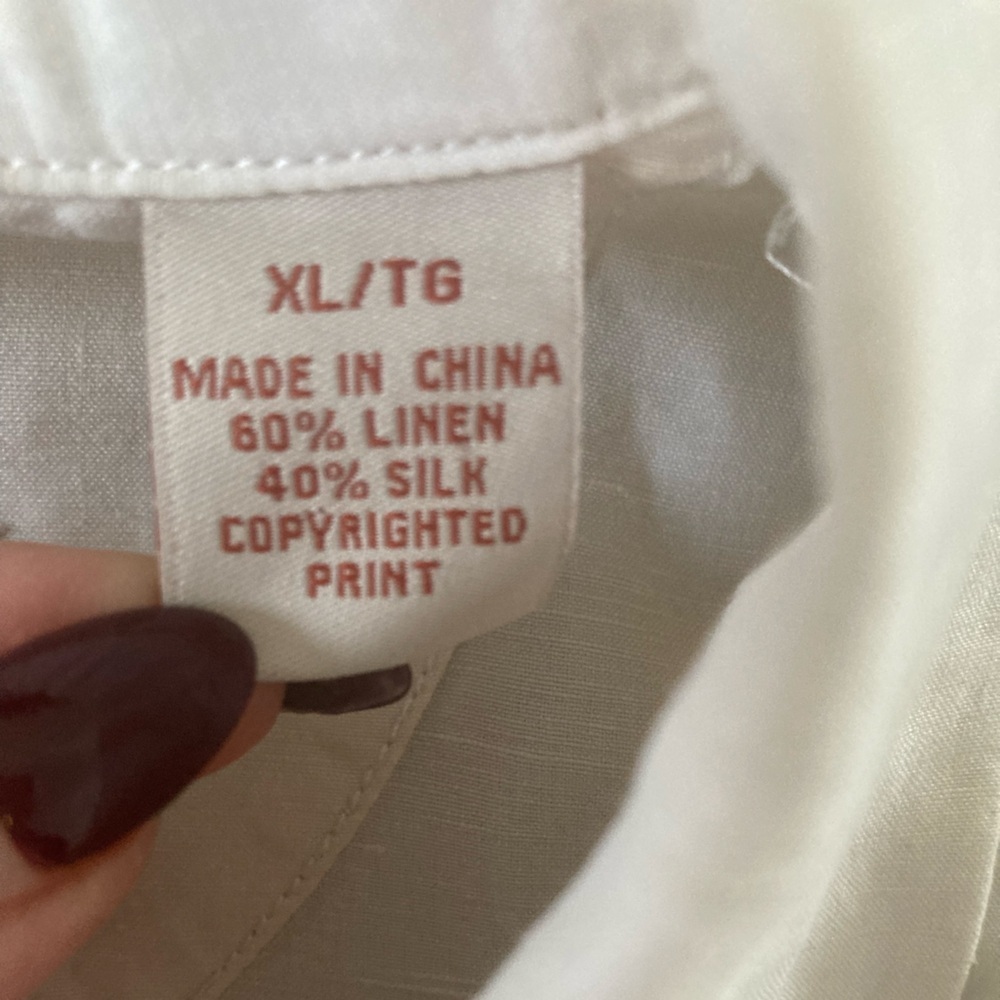 XL/TG
MADE IN CHINA
60% LINEN
40% SILK
COPYRIGHTED
PRINT